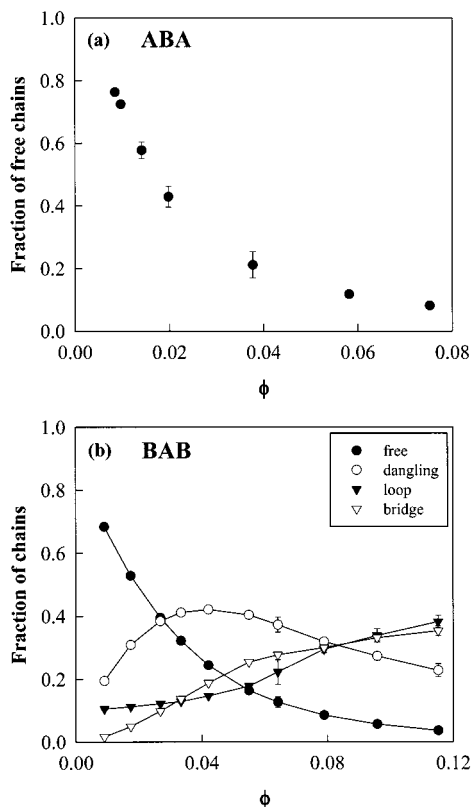 (a) ABA
Fraction of free chains
1.0
0.8
0.6
0.4
0.2
0.0
0.00 0.02 0.04 0.06 0.08
ϕ
(b) BAB
Fraction of chains
1.0
0.8
0.6
0.4
0.2
0.0
free
dangling
loop
bridge
0.00 0.04 0.08 0.12
ϕ